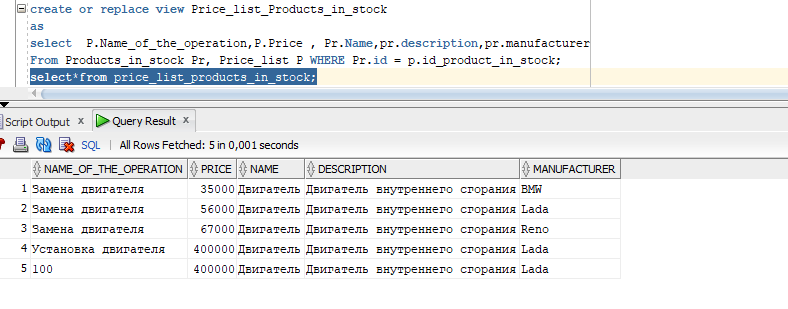 create or replace view Price_list_Products_in_stock
as
select  P.Name_of_the_operation,P.Price , Pr.Name,pr.description,pr.manufacturer
From Products_in_stock Pr, Price_list P WHERE Pr.id = p.id_product_in_stock;
select*from price_list_products_in_stock;
Script Output x Query Result x
SQL | All Rows Fetched: 5 in 0,001 seconds
NAME_OF_THE_OPERATION PRICE NAME DESCRIPTION MANUFACTURER
1 Замена двигателя 35000 Двигатель Двигатель внутреннего сгорания BMW
2 Замена двигателя 56000 Двигатель Двигатель внутреннего сгорания Lada
3 Замена двигателя 67000 Двигатель Двигатель внутреннего сгорания Reno
4 Установка двигателя 400000 Двигатель Двигатель внутреннего сгорания Lada
5 100 400000 Двигатель Двигатель внутреннего сгорания Lada